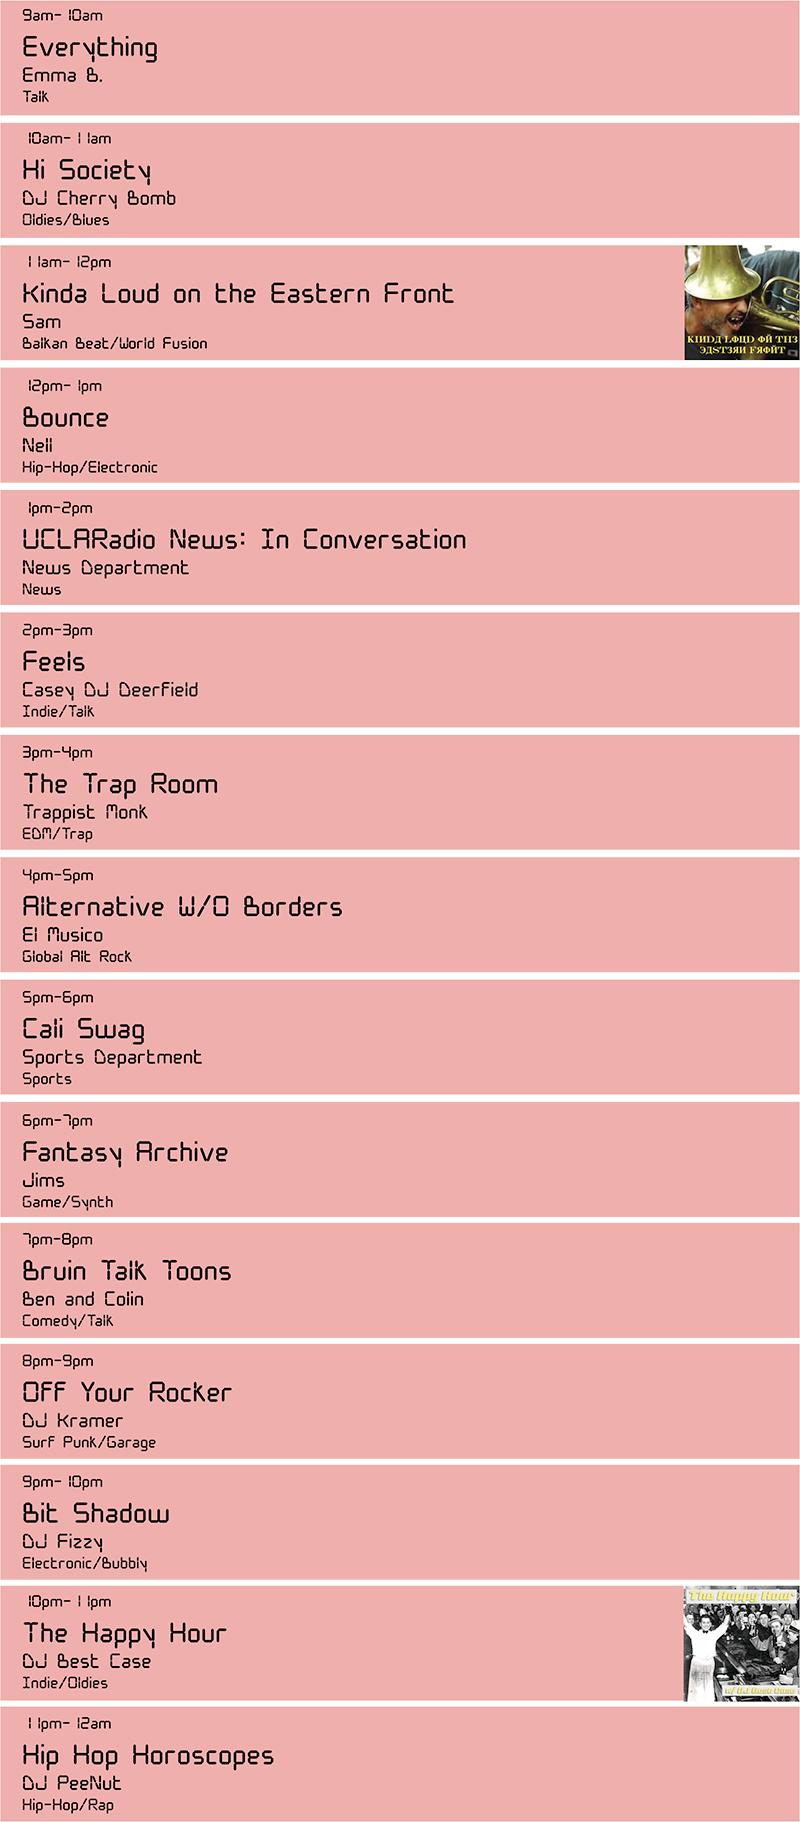 9am-10am
Everything
Emma B.
Talk
10am-11am
Hi Society
DJ Cherry Bomb
Oldies/Blues
11am-12pm
Kinda Loud on the Eastern Front
Sam
Balkan Beat/World Fusion
KIИDД LФЦD ФЙ TH3
ЭДSTЗЯИ FЯФЙT
12pm-1pm
Bounce
Nell
Hip-Hop/Electronic
1pm-2pm
UCLARadio News: In Conversation
News Department
News
2pm-3pm
Feels
Casey DJ Deerfield
Indie/Talk
3pm-4pm
The Trap Room
Trappist Monk
EDM/Trap
4pm-5pm
Alternative W/O Borders
El Musico
Global Alt Rock
5pm-6pm
Cali Swag
Sports Department
Sports
6pm-7pm
Fantasy Archive
Jims
Game/Synth
7pm-8pm
Bruin Talk Toons
Ben and Colin
Comedy/Talk
8pm-9pm
Off Your Rocker
DJ Kramer
Surf Punk/Garage
9pm-10pm
Bit Shadow
DJ Fizzy
Electronic/Bubbly
10pm-11pm
The Happy Hour
DJ Best Case
Indie/Oldies
The Happy Hour
w/ DJ Best Case
11pm-12am
Hip Hop Horoscopes
DJ PeeNut
Hip-Hop/Rap